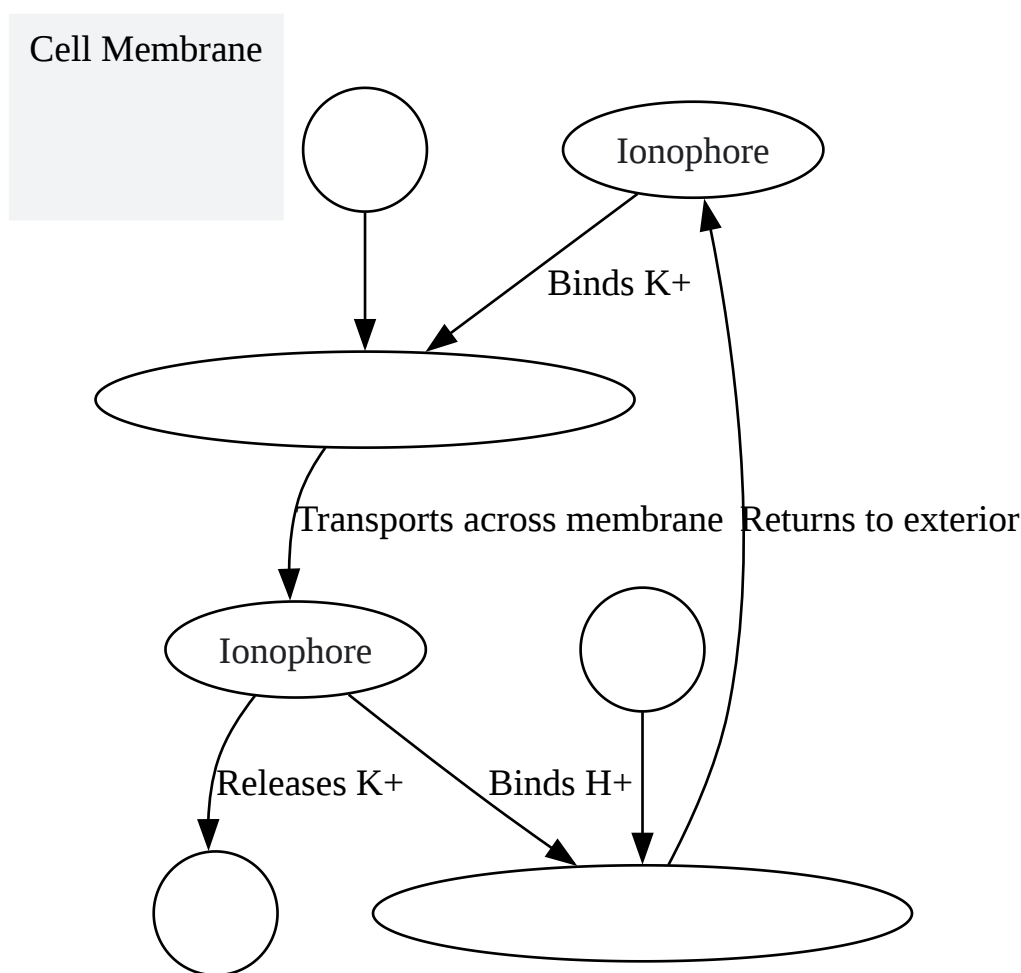 Cell Membrane
Ionophore
Binds K+
Transports across membrane
Returns to exterior
Ionophore
Releases K+
Binds H+